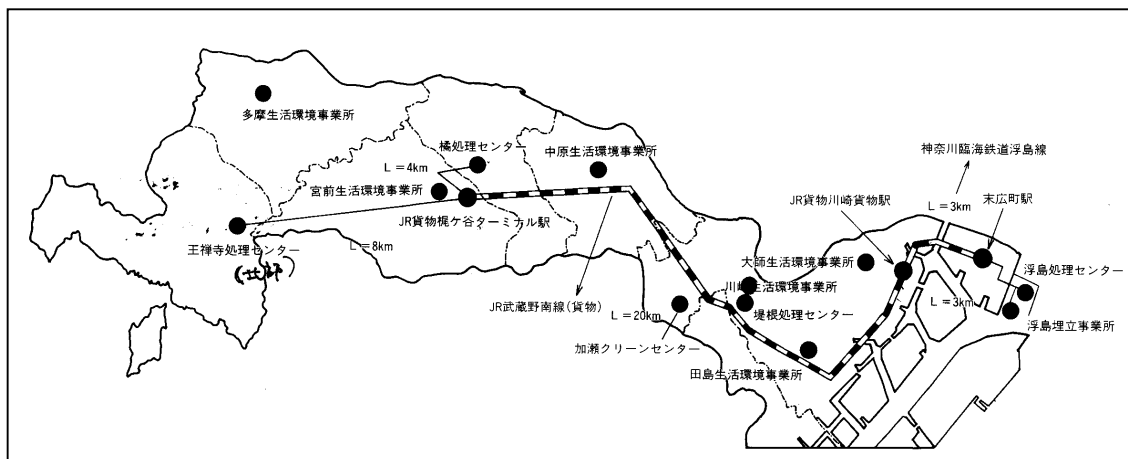 多摩生活環境事業所
橘処理センター
L＝4km
中原生活環境事業所
宮前生活環境事業所
JR貨物梶ケ谷ターミナル駅
王禅寺処理センター
L＝8km
JR武蔵野南線(貨物)
L＝20km
加瀬クリーンセンター
川崎生活環境事業所
堤根処理センター
田島生活環境事業所
大師生活環境事業所
JR貨物川崎貨物駅
神奈川臨海鉄道浮島線
L＝3km
末広町駅
浮島処理センター
L＝3km
浮島埋立事業所